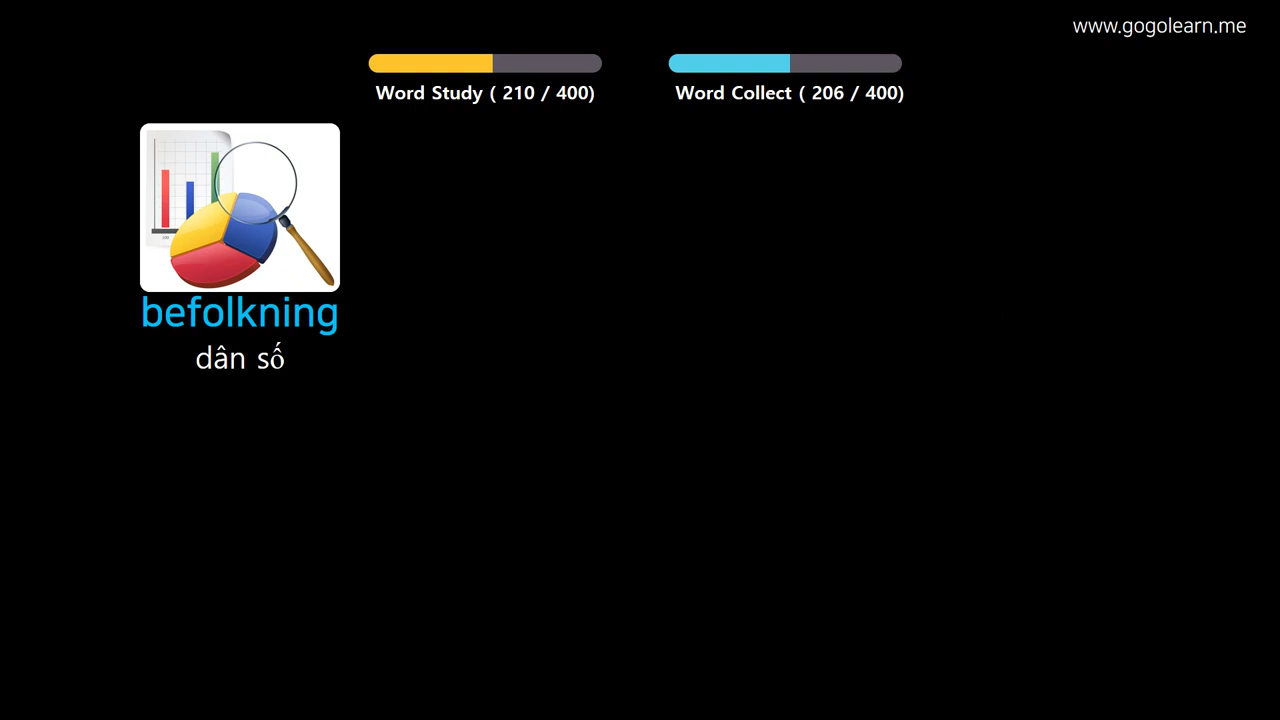 www.gogolearn.me
Word Study ( 210 / 400)
Word Collect ( 206 / 400)
befolkning
dân số